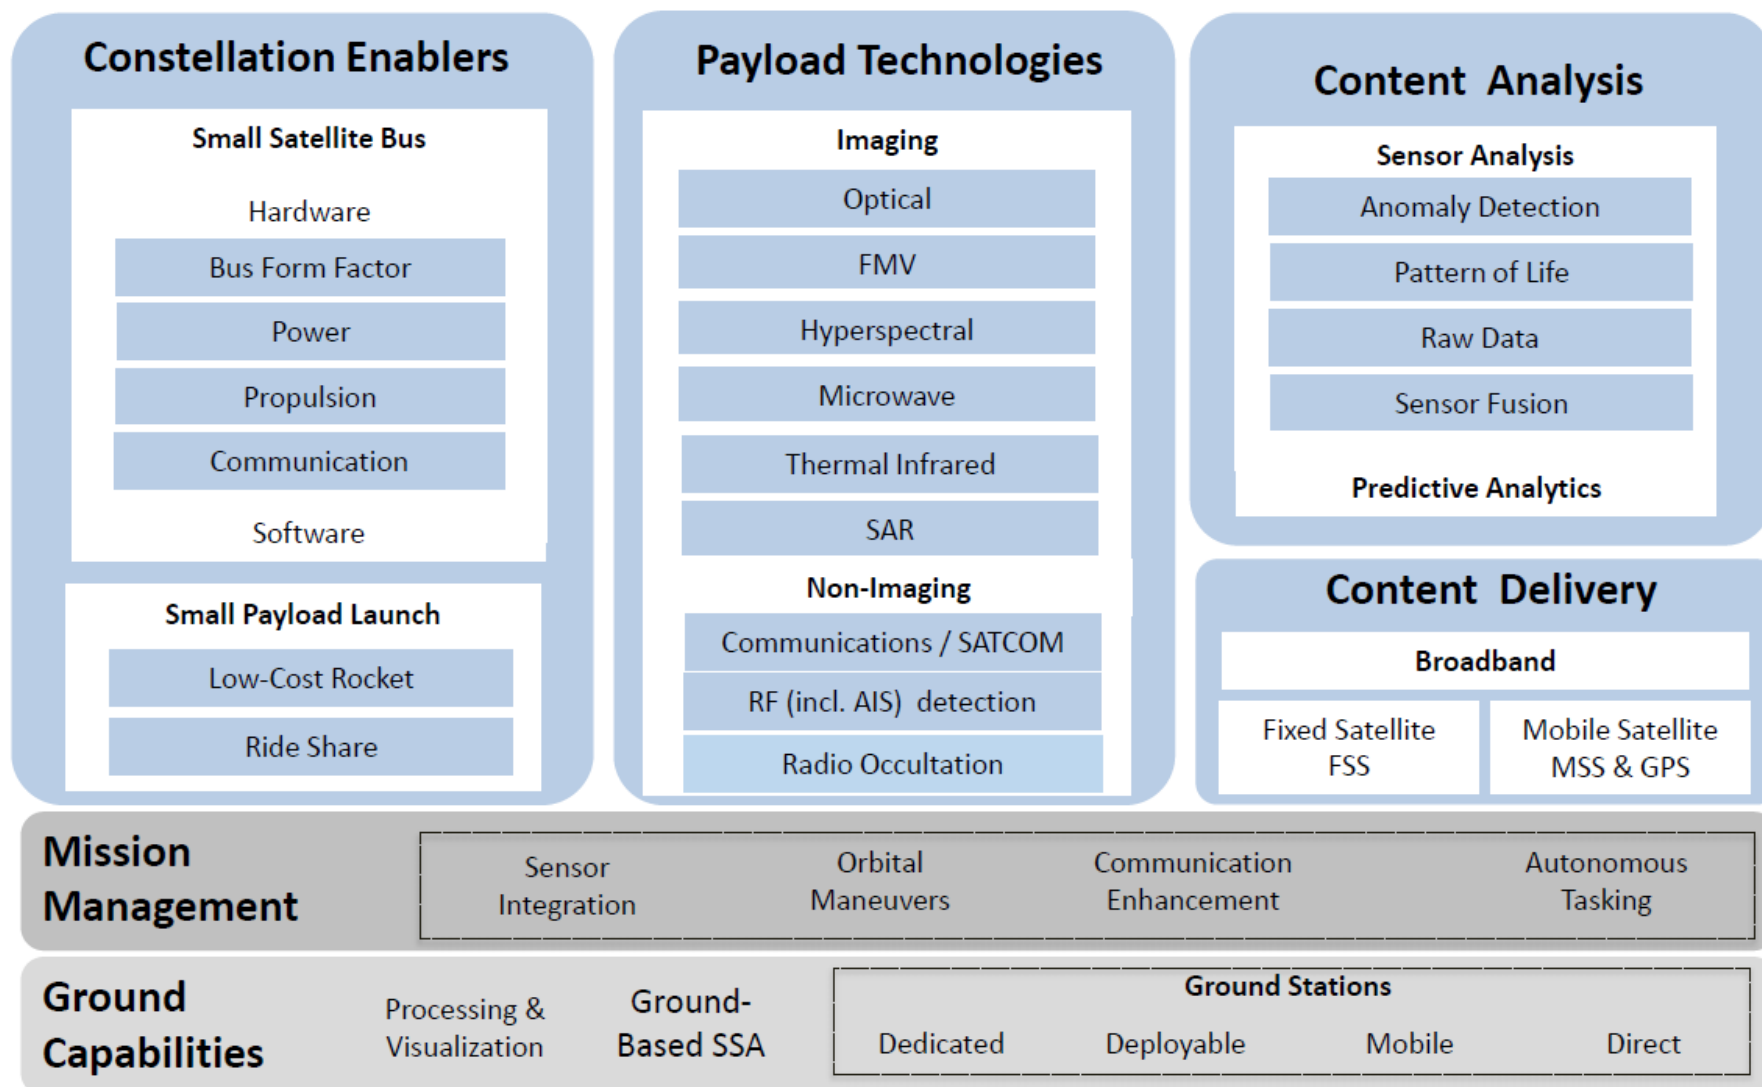 Constellation Enablers
Small Satellite Bus
Hardware
Bus Form Factor
Power
Propulsion
Communication
Software
Small Payload Launch
Low-Cost Rocket
Ride Share
Payload Technologies
Imaging
Optical
FMV
Hyperspectral
Microwave
Thermal Infrared
SAR
Non-Imaging
Communications / SATCOM
RF (incl. AIS) detection
Radio Occultation
Content Analysis
Sensor Analysis
Anomaly Detection
Pattern of Life
Raw Data
Sensor Fusion
Predictive Analytics
Content Delivery
Broadband
Fixed Satellite
FSS
Mobile Satellite
MSS & GPS
Mission
Management
Sensor
Integration
Orbital
Maneuvers
Communication
Enhancement
Autonomous
Tasking
Ground
Capabilities
Processing &
Visualization
Ground-
Based SSA
Ground Stations
Dedicated
Deployable
Mobile
Direct